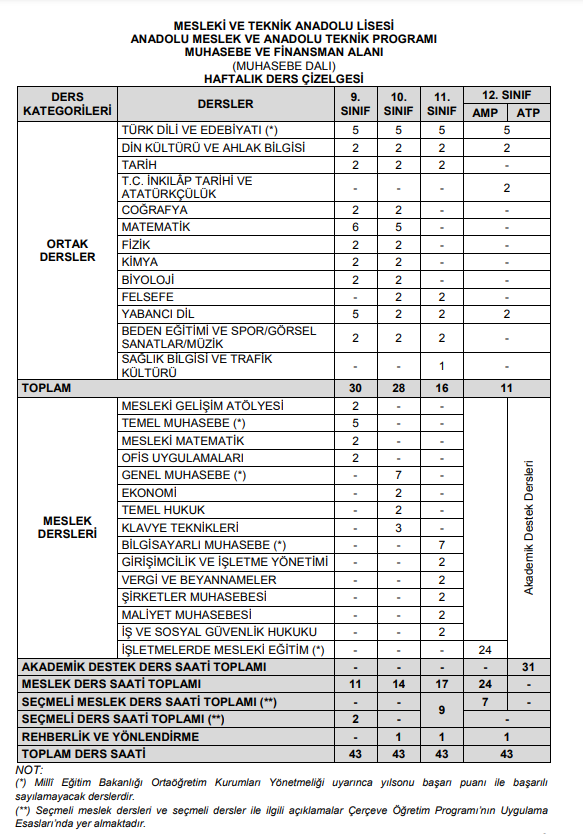 MESLEKİ VE TEKNİK ANADOLU LİSESİ
ANADOLU MESLEK VE ANADOLU TEKNİK PROGRAMI
MUHASEBE VE FİNANSMAN ALANI
(MUHASEBE DALI)
HAFTALIK DERS ÇİZELGESİ
DERS KATEGORİLERİ DERSLER 9. SINIF 10. SINIF 11. SINIF 12. SINIF
AMP ATP
ORTAK DERSLER
TÜRK DİLİ VE EDEBİYATI (*) 5 5 5 5
DİN KÜLTÜRÜ VE AHLAK BİLGİSİ 2 2 2 2
TARİH 2 2 2 -
T.C. İNKILÂP TARİHİ VE
ATATÜRKÇÜLÜK - - - 2
COĞRAFYA 2 2 - -
MATEMATİK 6 5 - -
FİZİK 2 2 - -
KİMYA 2 2 - -
BİYOLOJİ 2 2 - -
FELSEFE - 2 2 -
YABANCI DİL 5 2 2 2
BEDEN EĞİTİMİ VE SPOR/GÖRSEL
SANATLAR/MÜZİK 2 2 2 -
SAĞLIK BİLGİSİ VE TRAFİK
KÜLTÜRÜ - - 1 -
TOPLAM 30 28 16 11
MESLEK DERSLERİ
MESLEKİ GELİŞİM ATÖLYESİ 2 - -
TEMEL MUHASEBE (*) 5 - -
MESLEKİ MATEMATİK 2 - -
OFİS UYGULAMALARI 2 - -
GENEL MUHASEBE (*) - 7 -
EKONOMİ - 2 -
TEMEL HUKUK - 2 -
KLAVYE TEKNİKLERİ - 3 -
BİLGİSAYARLI MUHASEBE (*) - - 7
GİRİŞİMCİLİK VE İŞLETME YÖNETİMİ - - 2
VERGİ VE BEYANNAMELER - - 2
ŞİRKETLER MUHASEBESİ - - 2
MALİYET MUHASEBESİ - - 2
İŞ VE SOSYAL GÜVENLİK HUKUKU - - 2
İŞLETMELERDE MESLEKİ EĞİTİM (*) - - - 24
Akademik Destek Dersleri
AKADEMİK DESTEK DERS SAATİ TOPLAMI - - - - 31
MESLEK DERS SAATİ TOPLAMI 11 14 17 24 -
SEÇMELİ MESLEK DERS SAATİ TOPLAMI (**) - - 9 7 -
SEÇMELİ DERS SAATİ TOPLAMI (**) 2 - -
REHBERLİK VE YÖNLENDİRME - 1 1 1
TOPLAM DERS SAATİ 43 43 43 43
NOT:
(*) Millî Eğitim Bakanlığı Ortaöğretim Kurumları Yönetmeliği uyarınca yılsonu başarı puanı ile başarılı
sayılamayacak derslerdir.
(**) Seçmeli meslek dersleri ve seçmeli dersler ile ilgili açıklamalar Çerçeve Öğretim Programı'nın Uygulama
Esasları'nda yer almaktadır.